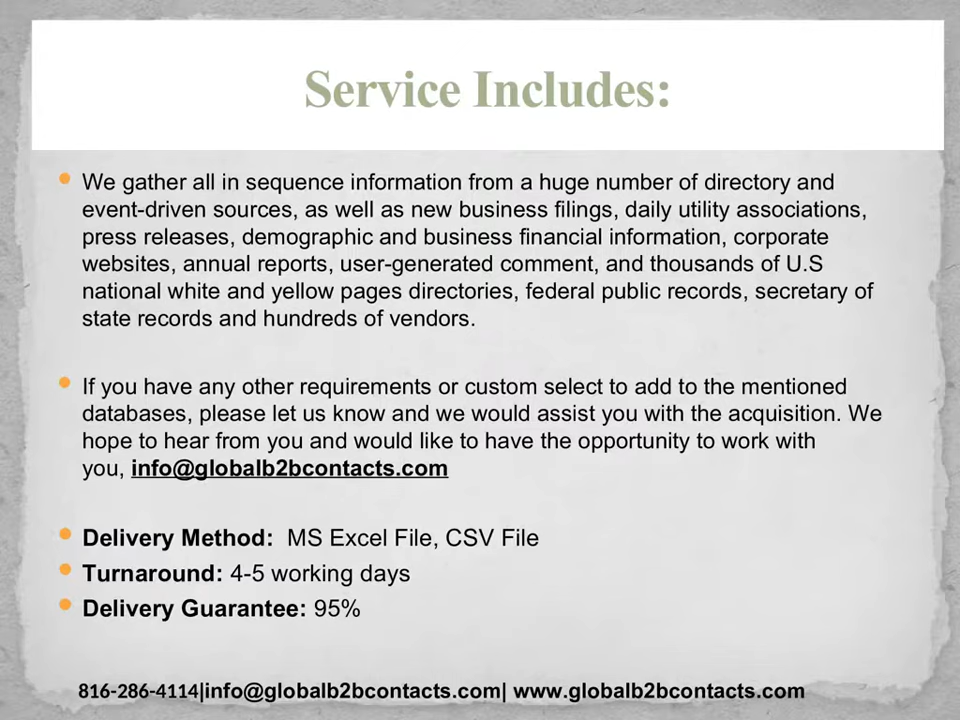 Service Includes:
We gather all in sequence information from a huge number of directory and
event-driven sources, as well as new business filings, daily utility associations,
press releases, demographic and business financial information, corporate
websites, annual reports, user-generated comment, and thousands of U.S
national white and yellow pages directories, federal public records, secretary of
state records and hundreds of vendors.
If you have any other requirements or custom select to add to the mentioned
databases, please let us know and we would assist you with the acquisition. We
hope to hear from you and would like to have the opportunity to work with
you, info@globalb2bcontacts.com
Delivery Method:  MS Excel File, CSV File
Turnaround: 4-5 working days
Delivery Guarantee: 95%
816-286-4114|info@globalb2bcontacts.com| www.globalb2bcontacts.com